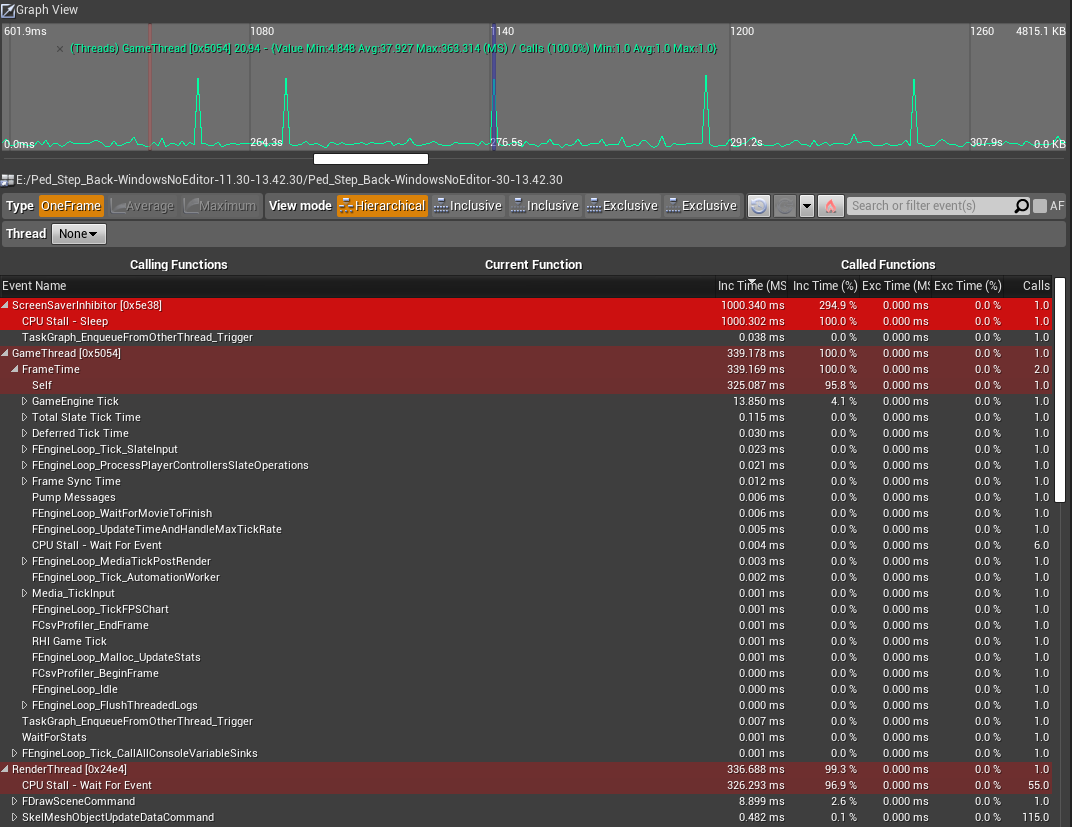 Graph View
601.9ms 1080 1140 1200 1260 4815.1 KB
× (Threads) GameThread [0x5054] 20,94 - {Value Min:4.848 Avg:37.927 Max:363.314 (MS) / Calls (100.0%) Min:1.0 Avg:1.0 Max:1.0}
0.0ms 264.3s 276.5s 291.2s 307.9s 0.0 KB
E:/Ped_Step_Back-WindowsNoEditor-11.30-13.42.30/Ped_Step_Back-WindowsNoEditor-30-13.42.30
Type OneFrame Average Maximum View mode Hierarchical Inclusive Inclusive Exclusive Exclusive Search or filter event(s) AF
Thread None
Calling Functions Current Function Called Functions
Event Name Inc Time (MS Inc Time (%) Exc Time (MS Exc Time (%) Calls
ScreenSaverInhibitor [0x5e38] 1000.340 ms 294.9 % 0.000 ms 0.0 % 1.0
CPU Stall - Sleep 1000.302 ms 100.0 % 0.000 ms 0.0 % 1.0
TaskGraph_EnqueueFromOtherThread_Trigger 0.038 ms 0.0 % 0.000 ms 0.0 % 1.0
GameThread [0x5054] 339.178 ms 100.0 % 0.000 ms 0.0 % 1.0
FrameTime 339.169 ms 100.0 % 0.000 ms 0.0 % 2.0
Self 325.087 ms 95.8 % 0.000 ms 0.0 % 1.0
GameEngine Tick 13.850 ms 4.1 % 0.000 ms 0.0 % 1.0
Total Slate Tick Time 0.115 ms 0.0 % 0.000 ms 0.0 % 1.0
Deferred Tick Time 0.030 ms 0.0 % 0.000 ms 0.0 % 1.0
FEngineLoop_Tick_SlateInput 0.023 ms 0.0 % 0.000 ms 0.0 % 1.0
FEngineLoop_ProcessPlayerControllersSlateOperations 0.021 ms 0.0 % 0.000 ms 0.0 % 1.0
Frame Sync Time 0.012 ms 0.0 % 0.000 ms 0.0 % 1.0
Pump Messages 0.006 ms 0.0 % 0.000 ms 0.0 % 1.0
FEngineLoop_WaitForMovieToFinish 0.006 ms 0.0 % 0.000 ms 0.0 % 1.0
FEngineLoop_UpdateTimeAndHandleMaxTickRate 0.005 ms 0.0 % 0.000 ms 0.0 % 1.0
CPU Stall - Wait For Event 0.004 ms 0.0 % 0.000 ms 0.0 % 6.0
FEngineLoop_MediaTickPostRender 0.003 ms 0.0 % 0.000 ms 0.0 % 1.0
FEngineLoop_Tick_AutomationWorker 0.002 ms 0.0 % 0.000 ms 0.0 % 1.0
Media_TickInput 0.001 ms 0.0 % 0.000 ms 0.0 % 1.0
FEngineLoop_TickFPSChart 0.001 ms 0.0 % 0.000 ms 0.0 % 1.0
FCsvProfiler_EndFrame 0.001 ms 0.0 % 0.000 ms 0.0 % 1.0
RHI Game Tick 0.001 ms 0.0 % 0.000 ms 0.0 % 1.0
FEngineLoop_Malloc_UpdateStats 0.001 ms 0.0 % 0.000 ms 0.0 % 1.0
FCsvProfiler_BeginFrame 0.000 ms 0.0 % 0.000 ms 0.0 % 1.0
FEngineLoop_Idle 0.000 ms 0.0 % 0.000 ms 0.0 % 1.0
FEngineLoop_FlushThreadedLogs 0.000 ms 0.0 % 0.000 ms 0.0 % 1.0
TaskGraph_EnqueueFromOtherThread_Trigger 0.007 ms 0.0 % 0.000 ms 0.0 % 1.0
WaitForStats 0.001 ms 0.0 % 0.000 ms 0.0 % 1.0
FEngineLoop_Tick_CallAllConsoleVariableSinks 0.001 ms 0.0 % 0.000 ms 0.0 % 1.0
RenderThread [0x24e4] 336.688 ms 99.3 % 0.000 ms 0.0 % 1.0
CPU Stall - Wait For Event 326.293 ms 96.9 % 0.000 ms 0.0 % 55.0
FDrawSceneCommand 8.899 ms 2.6 % 0.000 ms 0.0 % 1.0
SkelMeshObjectUpdateDataCommand 0.482 ms 0.1 % 0.000 ms 0.0 % 115.0